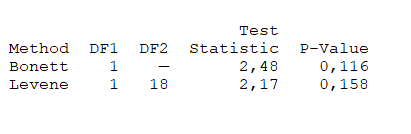 Test
Method DF1 DF2 Statistic P-Value
Bonett 1 — 2,48 0,116
Levene 1 18 2,17 0,158